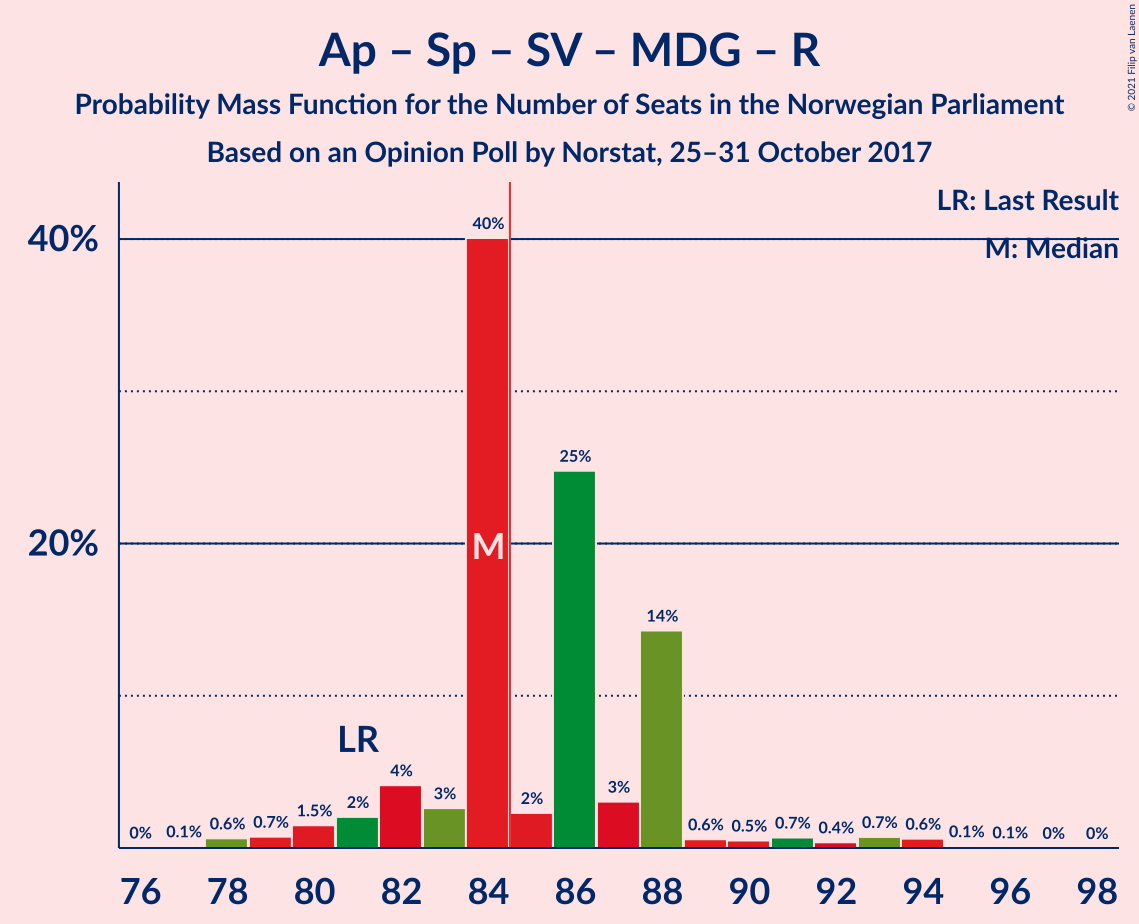 Ap – Sp – SV – MDG – R
Probability Mass Function for the Number of Seats in the Norwegian Parliament
Based on an Opinion Poll by Norstat, 25–31 October 2017
© 2021 Filip van Laenen
LR: Last Result
M: Median
40%
20%
0%
0.1%
0.6%
0.7%
1.5%
2%
LR
4%
3%
40%
M
2%
25%
3%
14%
0.6%
0.5%
0.7%
0.4%
0.7%
0.6%
0.1%
0.1%
0%
0%
76 78 80 82 84 86 88 90 92 94 96 98